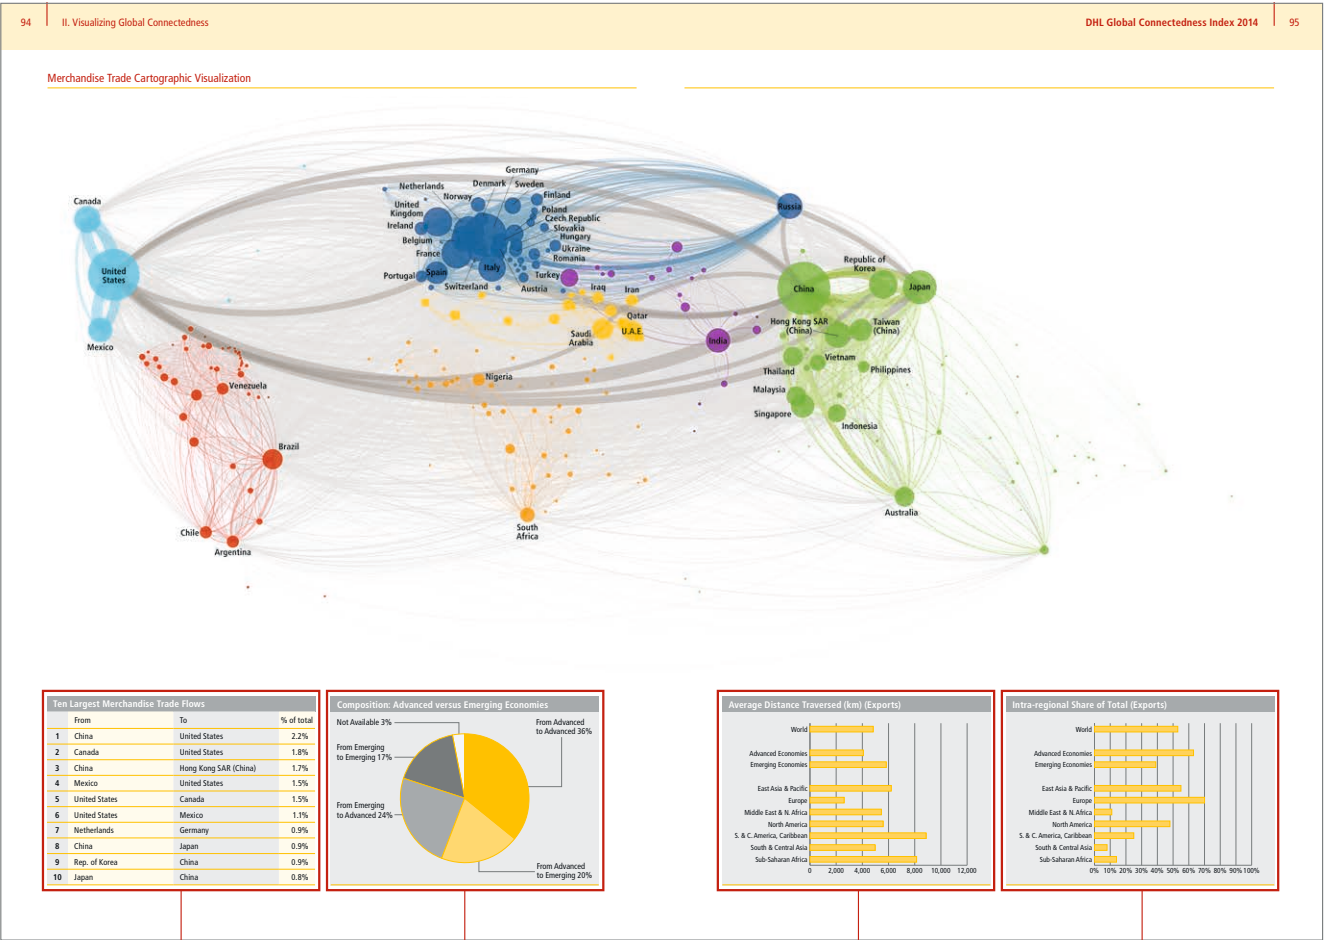 94
II. Visualizing Global Connectedness
DHL Global Connectedness Index 2014
95
Merchandise Trade Cartographic Visualization
Germany
Netherlands
Denmark
Sweden
Norway
Finland
Canada
United
Kingdom
Poland
Czech Republic
Russia
Ireland
Slovakia
Hungary
Belgium
Ukraine
France
Romania
United
States
Portugal
Spain
Italy
Turkey
Republic of
Korea
Switzerland
Austria
Iraq
Iran
China
Japan
Qatar
Mexico
Saudi
Arabia
U.A.E.
India
Hong Kong SAR
(China)
Taiwan
(China)
Vietnam
Thailand
Philippines
Venezuela
Nigeria
Malaysia
Singapore
Indonesia
Brazil
Australia
Chile
Argentina
South
Africa
Ten Largest Merchandise Trade Flows
From To % of total
1 China United States 2.2%
2 Canada United States 1.8%
3 China Hong Kong SAR (China) 1.7%
4 Mexico United States 1.5%
5 United States Canada 1.5%
6 United States Mexico 1.1%
7 Netherlands Germany 0.9%
8 China Japan 0.9%
9 Rep. of Korea China 0.9%
10 Japan China 0.8%
Composition: Advanced versus Emerging Economies
Not Available 3%
From Advanced
to Advanced 36%
From Emerging
to Emerging 17%
From Emerging
to Advanced 24%
From Advanced
to Emerging 20%
Average Distance Traversed (km) (Exports)
World
Advanced Economies
Emerging Economies
East Asia & Pacific
Europe
Middle East & N. Africa
North America
S. & C. America, Caribbean
South & Central Asia
Sub-Saharan Africa
0 2,000 4,000 6,000 8,000 10,000 12,000
Intra-regional Share of Total (Exports)
World
Advanced Economies
Emerging Economies
East Asia & Pacific
Europe
Middle East & N. Africa
North America
S. & C. America, Caribbean
South & Central Asia
Sub-Saharan Africa
0% 10% 20% 30% 40% 50% 60% 70% 80% 90% 100%